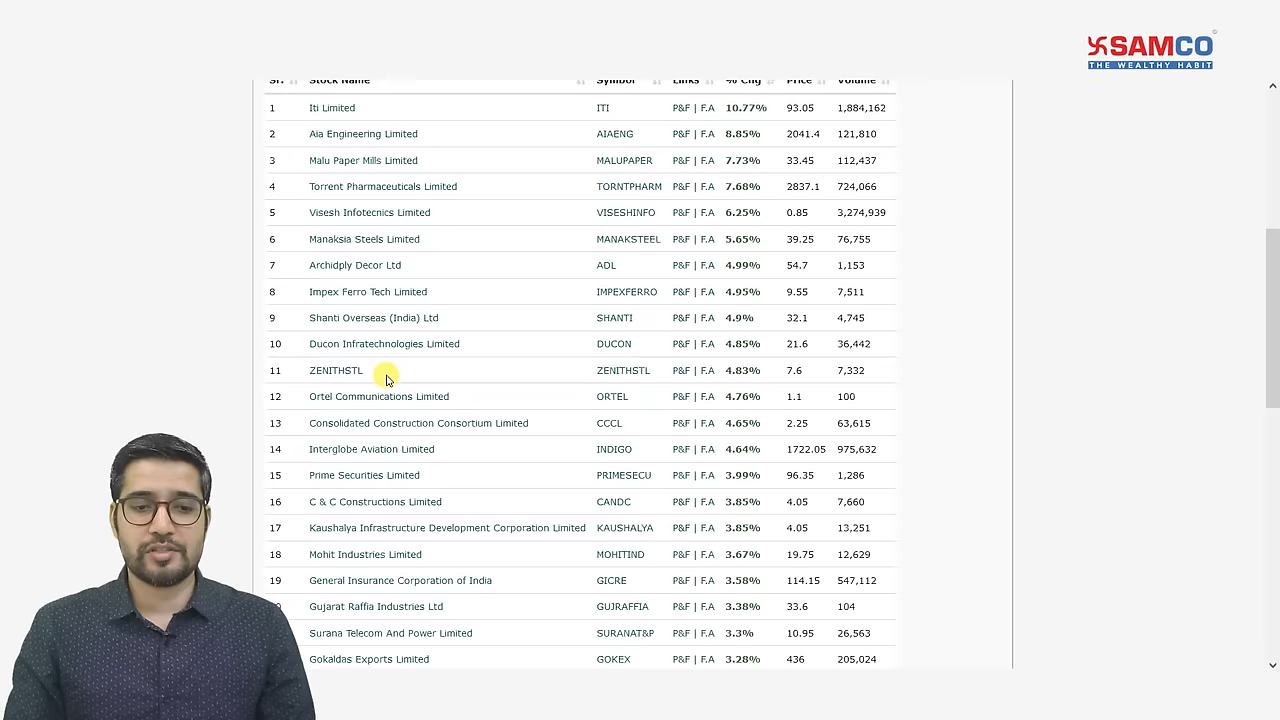 SAMCO
THE WEALTHY HABIT
Sr. Stock Name Symbol Links % Chg Price Volume
1 Iti Limited ITI P&F | F.A 10.77% 93.05 1,884,162
2 Aia Engineering Limited AIAENG P&F | F.A 8.85% 2041.4 121,810
3 Malu Paper Mills Limited MALUPAPER P&F | F.A 7.73% 33.45 112,437
4 Torrent Pharmaceuticals Limited TORNTPHARM P&F | F.A 7.68% 2837.1 724,066
5 Visesh Infotecnics Limited VISESHINFO P&F | F.A 6.25% 0.85 3,274,939
6 Manaksia Steels Limited MANAKSTEEL P&F | F.A 5.65% 39.25 76,755
7 Archidply Decor Ltd ADL P&F | F.A 4.99% 54.7 1,153
8 Impex Ferro Tech Limited IMPEXFERRO P&F | F.A 4.95% 9.55 7,511
9 Shanti Overseas (India) Ltd SHANTI P&F | F.A 4.9% 32.1 4,745
10 Ducon Infratechnologies Limited DUCON P&F | F.A 4.85% 21.6 36,442
11 ZENITHSTL ZENITHSTL P&F | F.A 4.83% 7.6 7,332
12 Ortel Communications Limited ORTEL P&F | F.A 4.76% 1.1 100
13 Consolidated Construction Consortium Limited CCCL P&F | F.A 4.65% 2.25 63,615
14 Interglobe Aviation Limited INDIGO P&F | F.A 4.64% 1722.05 975,632
15 Prime Securities Limited PRIMESECU P&F | F.A 3.99% 96.35 1,286
16 C & C Constructions Limited CANDC P&F | F.A 3.85% 4.05 7,660
17 Kaushalya Infrastructure Development Corporation Limited KAUSHALYA P&F | F.A 3.85% 4.05 13,251
18 Mohit Industries Limited MOHITIND P&F | F.A 3.67% 19.75 12,629
19 General Insurance Corporation of India GICRE P&F | F.A 3.58% 114.15 547,112
Gujarat Raffia Industries Ltd GUJRAFFIA P&F | F.A 3.38% 33.6 104
Surana Telecom And Power Limited SURANAT&P P&F | F.A 3.3% 10.95 26,563
Gokaldas Exports Limited GOKEX P&F | F.A 3.28% 436 205,024